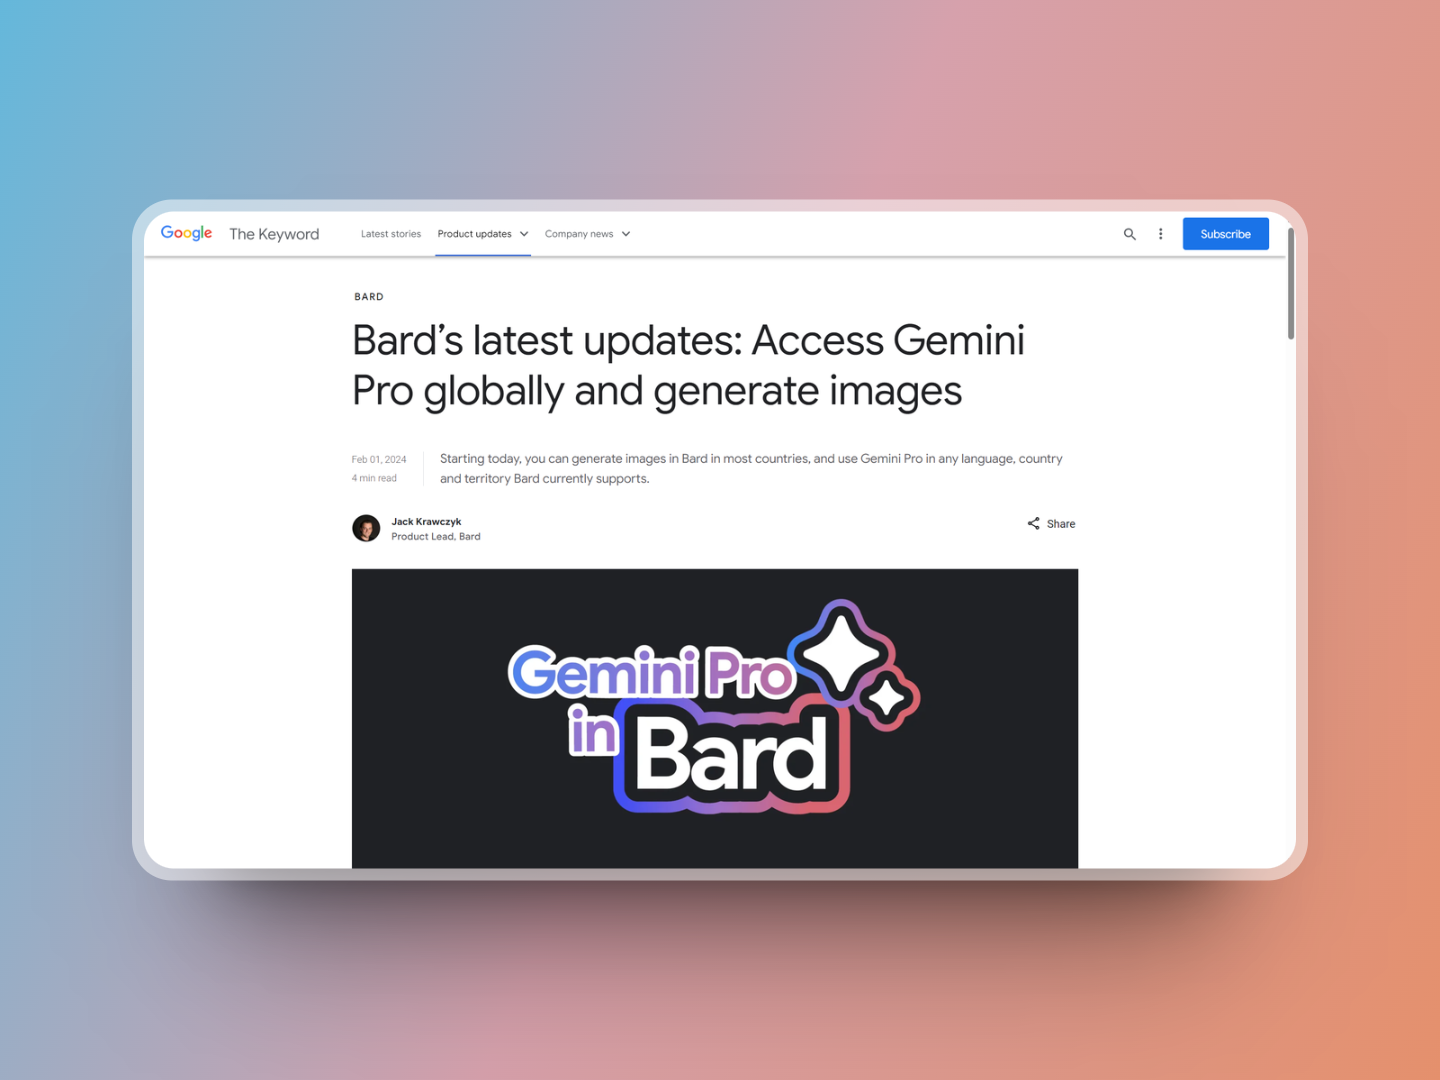 Google The Keyword Latest stories Product updates Company news Subscribe
BARD
Bard’s latest updates: Access Gemini
Pro globally and generate images
Feb 01, 2024
4 min read
Starting today, you can generate images in Bard in most countries, and use Gemini Pro in any language, country
and territory Bard currently supports.
Jack Krawczyk
Product Lead, Bard
Share
Gemini Pro
in Bard